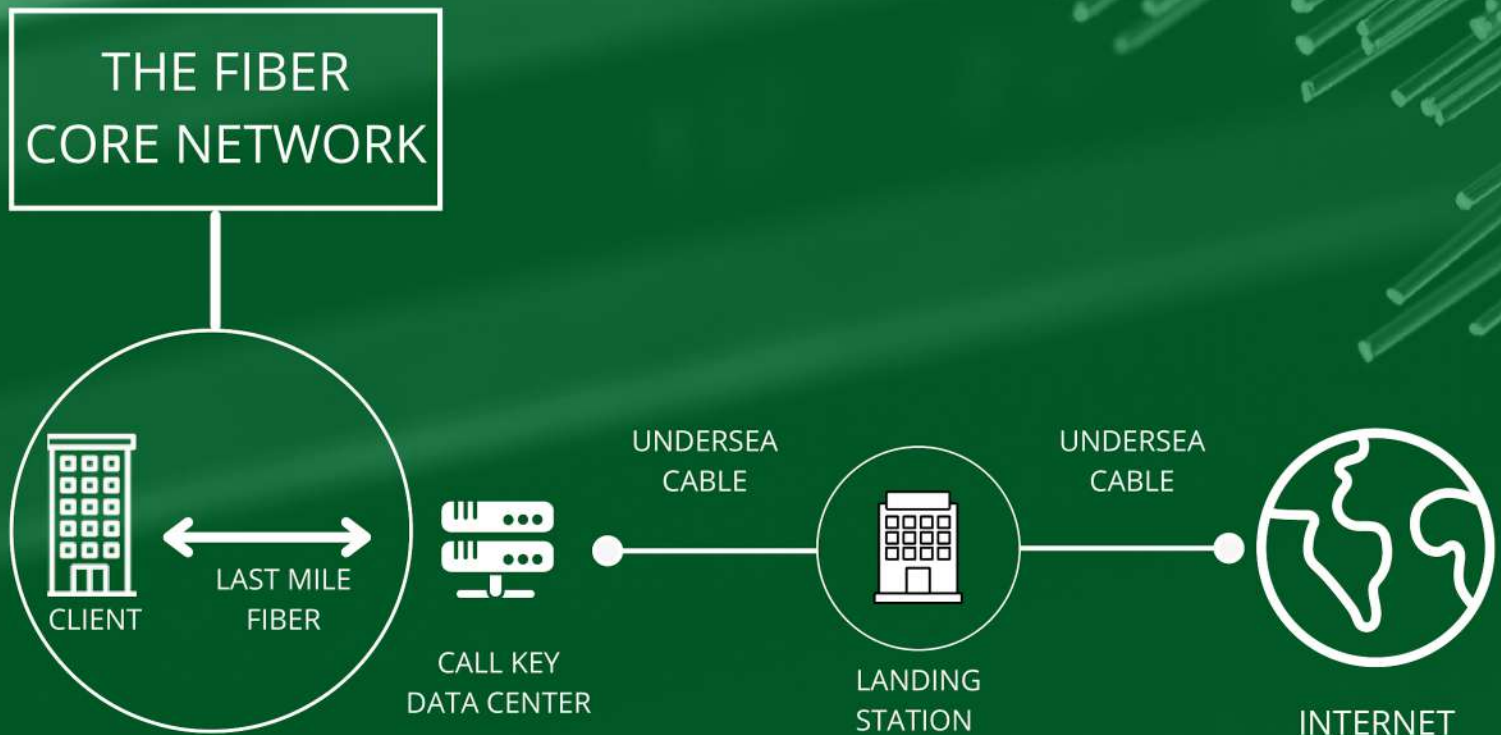 THE FIBER
CORE NETWORK
CLIENT
LAST MILE
FIBER
CALL KEY
DATA CENTER
UNDERSEA
CABLE
LANDING
STATION
UNDERSEA
CABLE
INTERNET